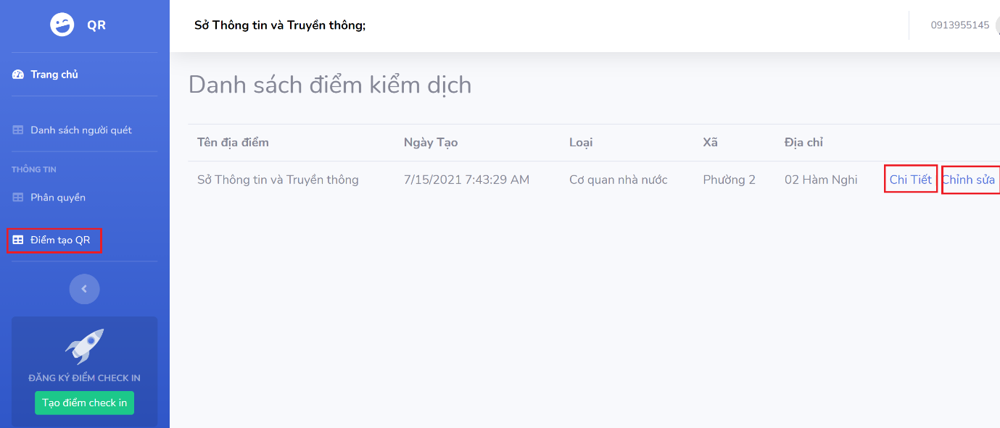 QR
Sở Thông tin và Truyền thông;
0913955145
Trang chủ
Danh sách người quét
THÔNG TIN
Phân quyền
Điểm tạo QR
ĐĂNG KÝ ĐIỂM CHECK IN
Tạo điểm check in
Danh sách điểm kiểm dịch
Tên địa điểm Ngày Tạo Loại Xã Địa chỉ
Sở Thông tin và Truyền thông 7/15/2021 7:43:29 AM Cơ quan nhà nước Phường 2 02 Hàm Nghi Chi Tiết Chỉnh sửa